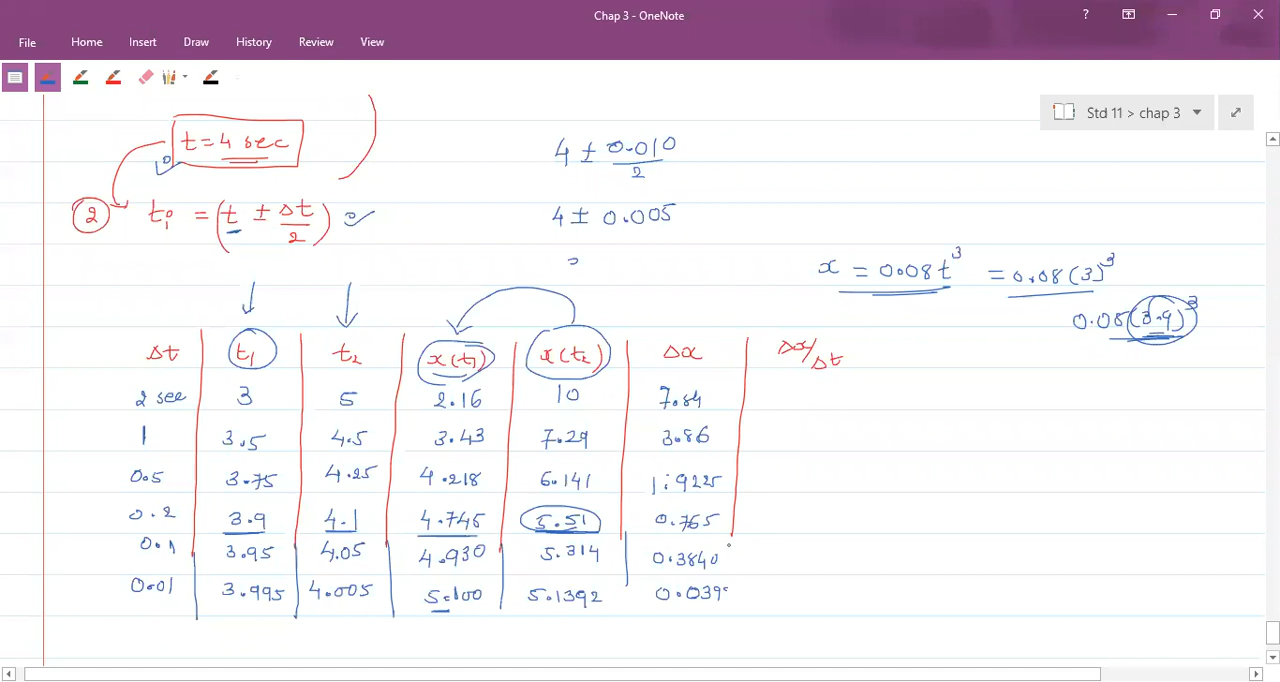 Chap 3 - OneNote
File Home Insert Draw History Review View
Std 11 > chap 3
t = 4 sec
4 ± 0.010/2
② t₁ = (t ± Δt/2)
4 ± 0.005
x = 0.08t³ = 0.08(3)³
0.08(3.9)³
Δt t₁ t₂ x(t₁) x(t₂) Δx Δx/Δt
2 sec 3 5 2.16 10 7.84
1 3.5 4.5 3.43 7.29 3.86
0.5 3.75 4.25 4.218 6.141 1.9225
0.2 3.9 4.1 4.745 5.51 0.765
0.1 3.95 4.05 4.930 5.314 0.3840
0.01 3.995 4.005 5.100 5.1392 0.039